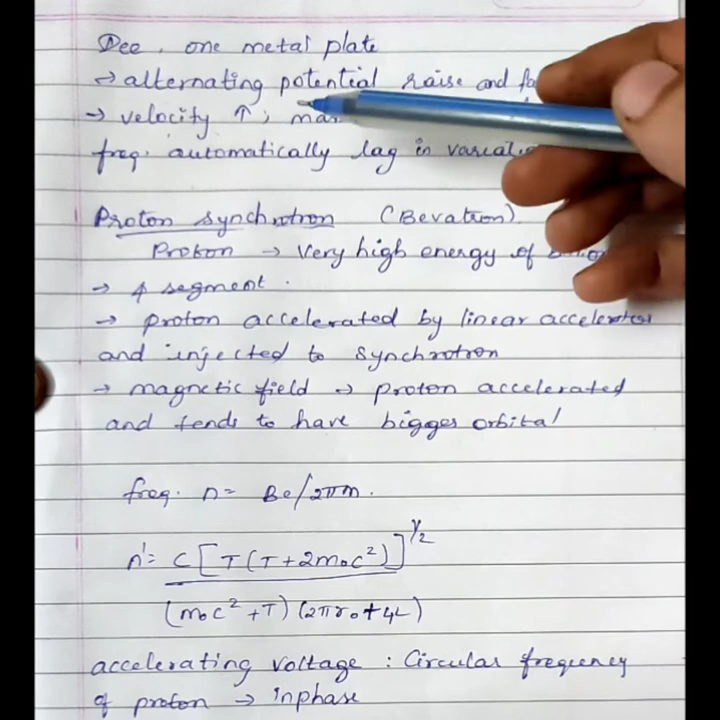 Dee, one metal plate
→ alternating potential raise and
→ velocity ↑;
freq. automatically lag in
Proton synchrotron (Bevatron).
Proton → very high energy of
→ 4 segment.
→ proton accelerated by linear accelerator
and injected to synchrotron
→ magnetic field → proton accelerated
and tends to have bigger orbital
freq. n = Be/2πm.
n' = C[T(T+2m₀c²)]^1/2
(m₀c²+T)(2πr₀+4L)
accelerating voltage : Circular frequency
of proton → Inphase